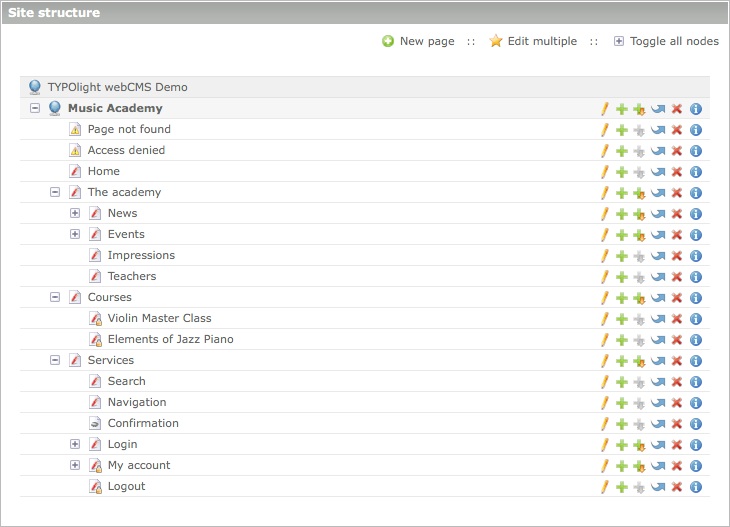 Site structure
New page :: Edit multiple :: Toggle all nodes
TYPOlight webCMS Demo
Music Academy
Page not found
Access denied
Home
The academy
News
Events
Impressions
Teachers
Courses
Violin Master Class
Elements of Jazz Piano
Services
Search
Navigation
Confirmation
Login
My account
Logout